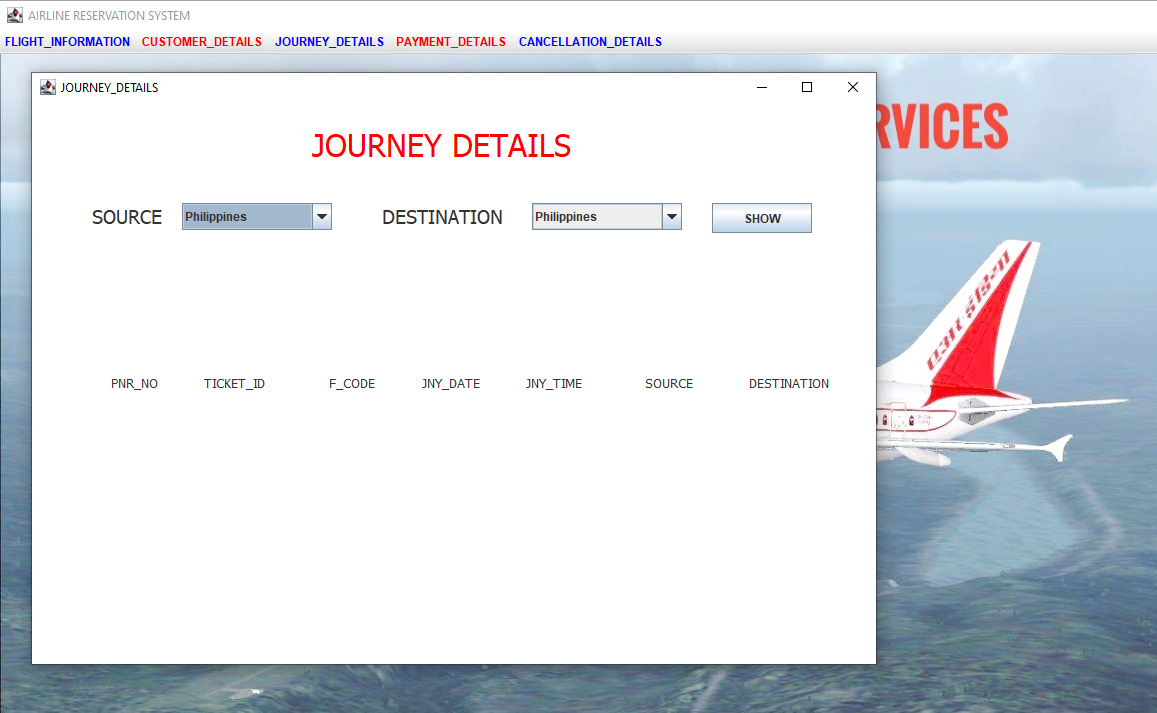 AIRLINE RESERVATION SYSTEM
FLIGHT_INFORMATION CUSTOMER_DETAILS JOURNEY_DETAILS PAYMENT_DETAILS CANCELLATION_DETAILS
JOURNEY_DETAILS
RVICES
JOURNEY DETAILS
SOURCE Philippines DESTINATION Philippines SHOW
PNR_NO TICKET_ID F_CODE JNY_DATE JNY_TIME SOURCE DESTINATION